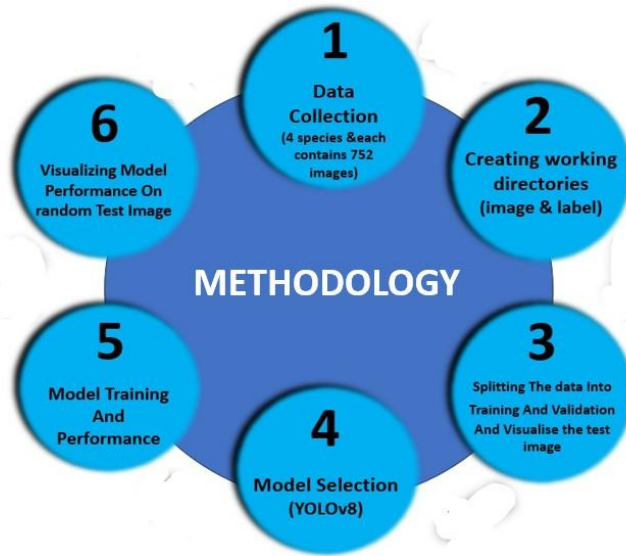 1
Data
Collection
(4 species &each
contains 752
images)
2
Creating working
directories
(image & label)
3
Splitting The data Into
Training And Validation
And Visualise the test
image
4
Model Selection
(YOLOv8)
5
Model Training
And
Performance
6
Visualizing Model
Performance On
random Test Image
METHODOLOGY